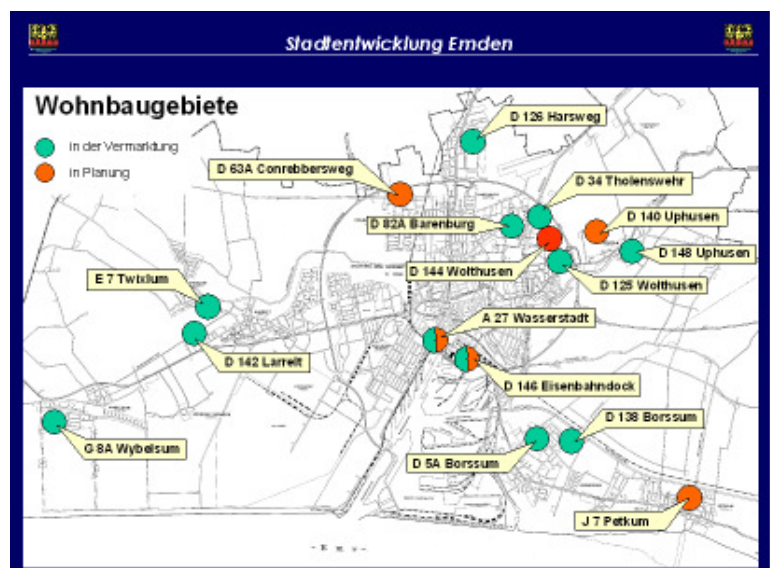 Stadtentwicklung Emden
Wohnbaugebiete
in der Vermarktung
in Planung
D 126 Harsweg
D 63A Conrebbersweg
D 34 Tholenswehr
D 82A Barenburg
D 140 Uphusen
D 148 Uphusen
D 144 Wolthusen
D 125 Wolthusen
E 7 Twixlum
A 27 Wasserstadt
D 142 Larrelt
D 146 Eisenbahndock
D 138 Borssum
G 8A Wybelsum
D 5A Borssum
J 7 Petkum
- E M S -